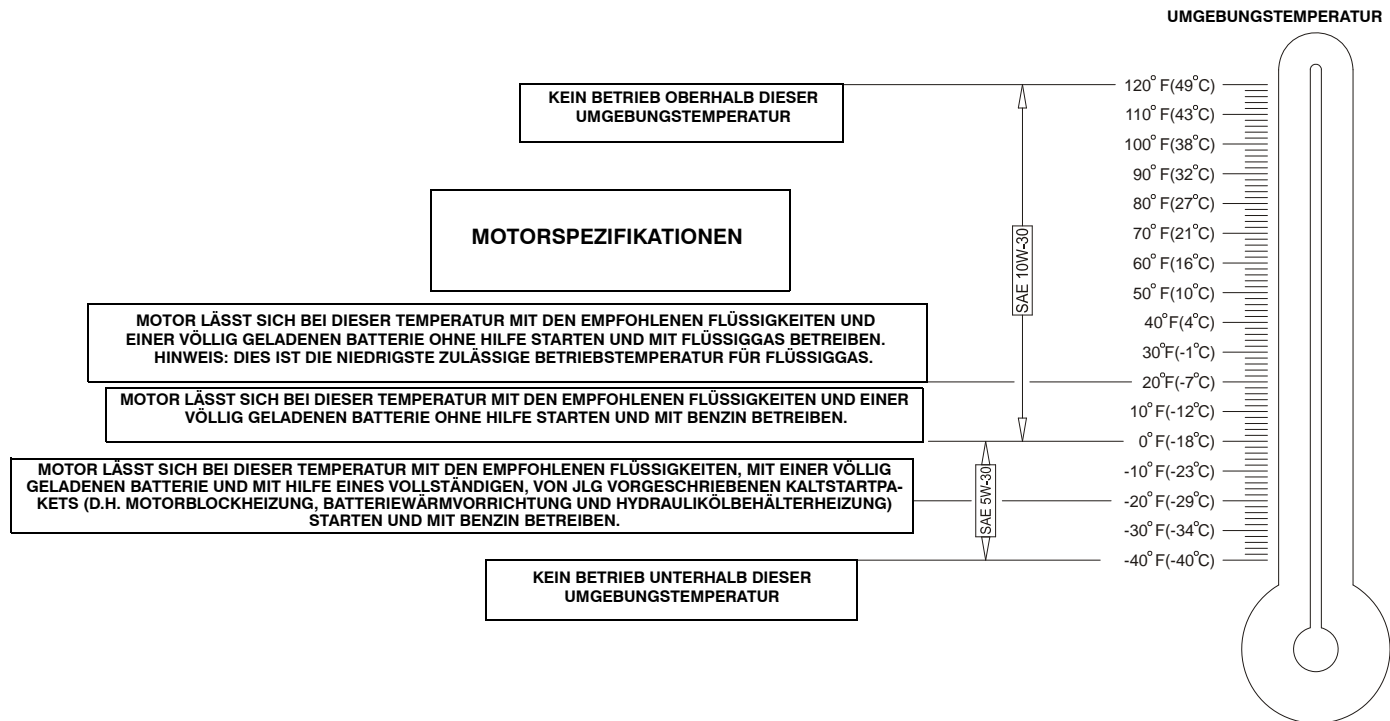 UMGEBUNGSTEMPERATUR
KEIN BETRIEB OBERHALB DIESER
UMGEBUNGSTEMPERATUR
MOTORSPEZIFIKATIONEN
MOTOR LÄSST SICH BEI DIESER TEMPERATUR MIT DEN EMPFOHLENEN FLÜSSIGKEITEN UND
EINER VÖLLIG GELADENEN BATTERIE OHNE HILFE STARTEN UND MIT FLÜSSIGGAS BETREIBEN.
HINWEIS: DIES IST DIE NIEDRIGSTE ZULÄSSIGE BETRIEBSTEMPERATUR FÜR FLÜSSIGGAS.
MOTOR LÄSST SICH BEI DIESER TEMPERATUR MIT DEN EMPFOHLENEN FLÜSSIGKEITEN UND EINER
VÖLLIG GELADENEN BATTERIE OHNE HILFE STARTEN UND MIT BENZIN BETREIBEN.
MOTOR LÄSST SICH BEI DIESER TEMPERATUR MIT DEN EMPFOHLENEN FLÜSSIGKEITEN, MIT EINER VÖLLIG
GELADENEN BATTERIE UND MIT HILFE EINES VOLLSTÄNDIGEN, VON JLG VORGESCHRIEBENEN KALTSTARTPA-
KETS (D.H. MOTORBLOCKHEIZUNG, BATTERIEWÄRMVORRICHTUNG UND HYDRAULIKÖLBEHÄLTERHEIZUNG)
STARTEN UND MIT BENZIN BETREIBEN.
KEIN BETRIEB UNTERHALB DIESER
UMGEBUNGSTEMPERATUR
SAE 10W-30
SAE 5W-30
120° F(49°C)
110° F(43°C)
100° F(38°C)
90° F(32°C)
80° F(27°C)
70° F(21°C)
60° F(16°C)
50° F(10°C)
40°F(4°C)
30°F(-1°C)
20°F(-7°C)
10°F(-12°C)
0° F(-18°C)
-10° F(-23°C)
-20° F(-29°C)
-30° F(-34°C)
-40° F(-40°C)